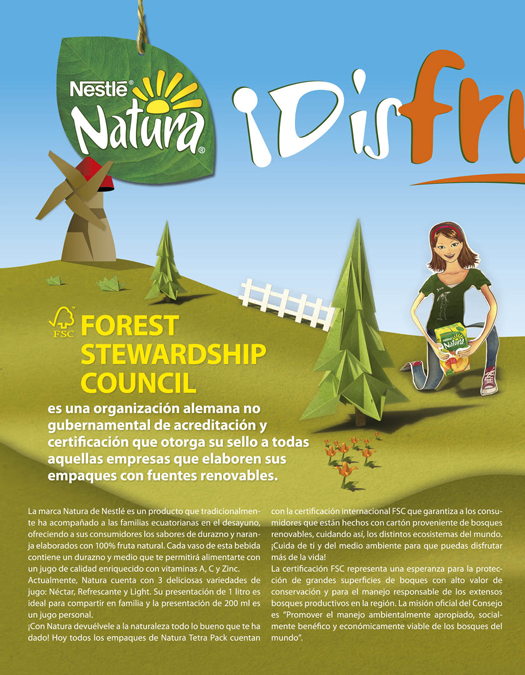 Nestlé®
Natura®
¡Disfru
FSC
FOREST
STEWARDSHIP
COUNCIL
es una organización alemana no
gubernamental de acreditación y
certificación que otorga su sello a todas
aquellas empresas que elaboren sus
empaques con fuentes renovables.
La marca Natura de Nestlé es un producto que tradicionalmen-
te ha acompañado a las familias ecuatorianas en el desayuno,
ofreciendo a sus consumidores los sabores de durazno y naran-
ja elaborados con 100% fruta natural. Cada vaso de esta bebida
contiene un durazno y medio que te permitirá alimentarte con
un jugo de calidad enriquecido con vitaminas A, C y Zinc.
Actualmente, Natura cuenta con 3 deliciosas variedades de
jugo: Néctar, Refrescante y Light. Su presentación de 1 litro es
ideal para compartir en familia y la presentación de 200 ml es
un jugo personal.
¡Con Natura devuélvele a la naturaleza todo lo bueno que te ha
dado! Hoy todos los empaques de Natura Tetra Pack cuentan
con la certificación internacional FSC que garantiza a los consu-
midores que están hechos con cartón proveniente de bosques
renovables, cuidando así, los distintos ecosistemas del mundo.
¡Cuida de ti y del medio ambiente para que puedas disfrutar
más de la vida!
La certificación FSC representa una esperanza para la protec-
ción de grandes superficies de boques con alto valor de
conservación y para el manejo responsable de los extensos
bosques productivos en la región. La misión oficial del Consejo
es "Promover el manejo ambientalmente apropiado, social-
mente benéfico y económicamente viable de los bosques del
mundo".
Natura